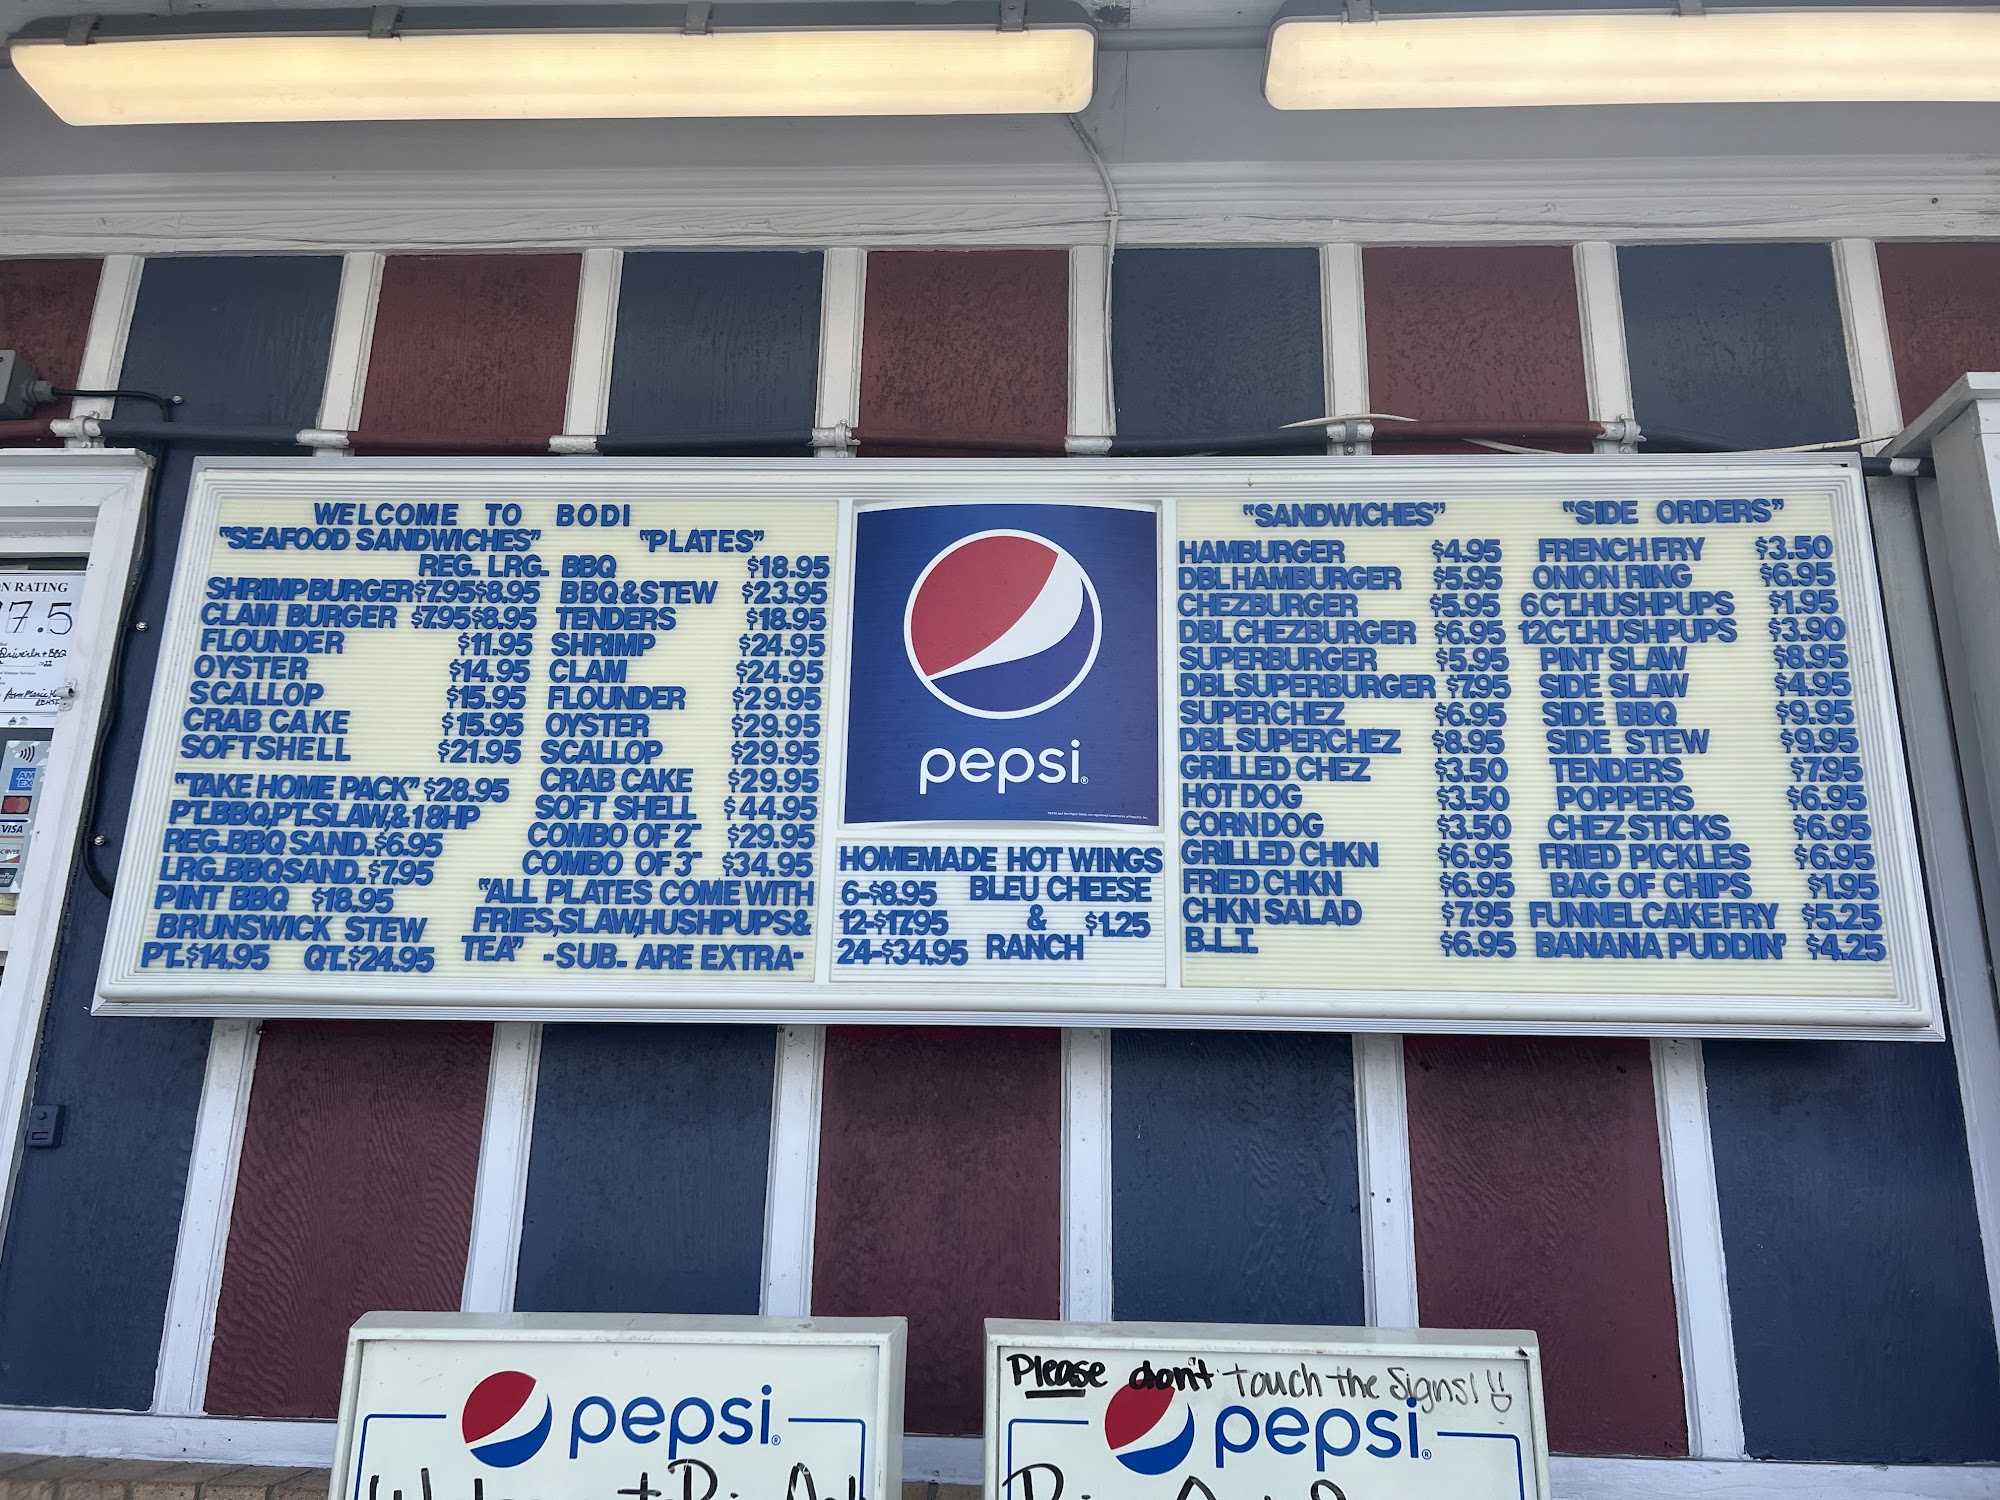 WELCOME TO BODI
"SEAFOOD SANDWICHES"
REG. LRG.
SHRIMPBURGER $7.95 $8.95
CLAM BURGER $7.95 $8.95
FLOUNDER $11.95
OYSTER $14.95
SCALLOP $15.95
CRAB CAKE $15.95
SOFTSHELL $21.95
"TAKE HOME PACK" $28.95
PT.BBQ,PT.SLAW,&18HP
REG.BBQ SAND. $6.95
LRG.BBQSAND. $7.95
PINT BBQ $18.95
BRUNSWICK STEW
PT.$14.95 QT.$24.95
"PLATES"
BBQ $18.95
BBQ&STEW $23.95
TENDERS $18.95
SHRIMP $24.95
CLAM $24.95
FLOUNDER $29.95
OYSTER $29.95
SCALLOP $29.95
CRAB CAKE $29.95
SOFT SHELL $44.95
COMBO OF 2" $29.95
COMBO OF 3" $34.95
"ALL PLATES COME WITH
FRIES,SLAW,HUSHPUPS&
TEA" -SUB- ARE EXTRA-
pepsi®
HOMEMADE HOT WINGS
6-$8.95 BLEU CHEESE
12-$17.95 & $1.25
24-$34.95 RANCH
"SANDWICHES"
HAMBURGER $4.95
DBL HAMBURGER $5.95
CHEZBURGER $5.95
DBL CHEZBURGER $6.95
SUPERBURGER $5.95
DBL SUPERBURGER $7.95
SUPERCHEZ $6.95
DBL SUPERCHEZ $8.95
GRILLED CHEZ $3.50
HOT DOG $3.50
CORN DOG $3.50
GRILLED CHKN $6.95
FRIED CHKN $6.95
CHKN SALAD $7.95
B.L.T. $6.95
"SIDE ORDERS"
FRENCH FRY $3.50
ONION RING $6.95
6CT.HUSHPUPS $1.95
12CT.HUSHPUPS $3.90
PINT SLAW $8.95
SIDE SLAW $4.95
SIDE BBQ $9.95
SIDE STEW $9.95
TENDERS $7.95
POPPERS $6.95
CHEZ STICKS $6.95
FRIED PICKLES $6.95
BAG OF CHIPS $1.95
FUNNEL CAKE FRY $5.25
BANANA PUDDIN' $4.25
N RATING
7.5
VISA
pepsi®
Please don't touch the Signs!
pepsi®